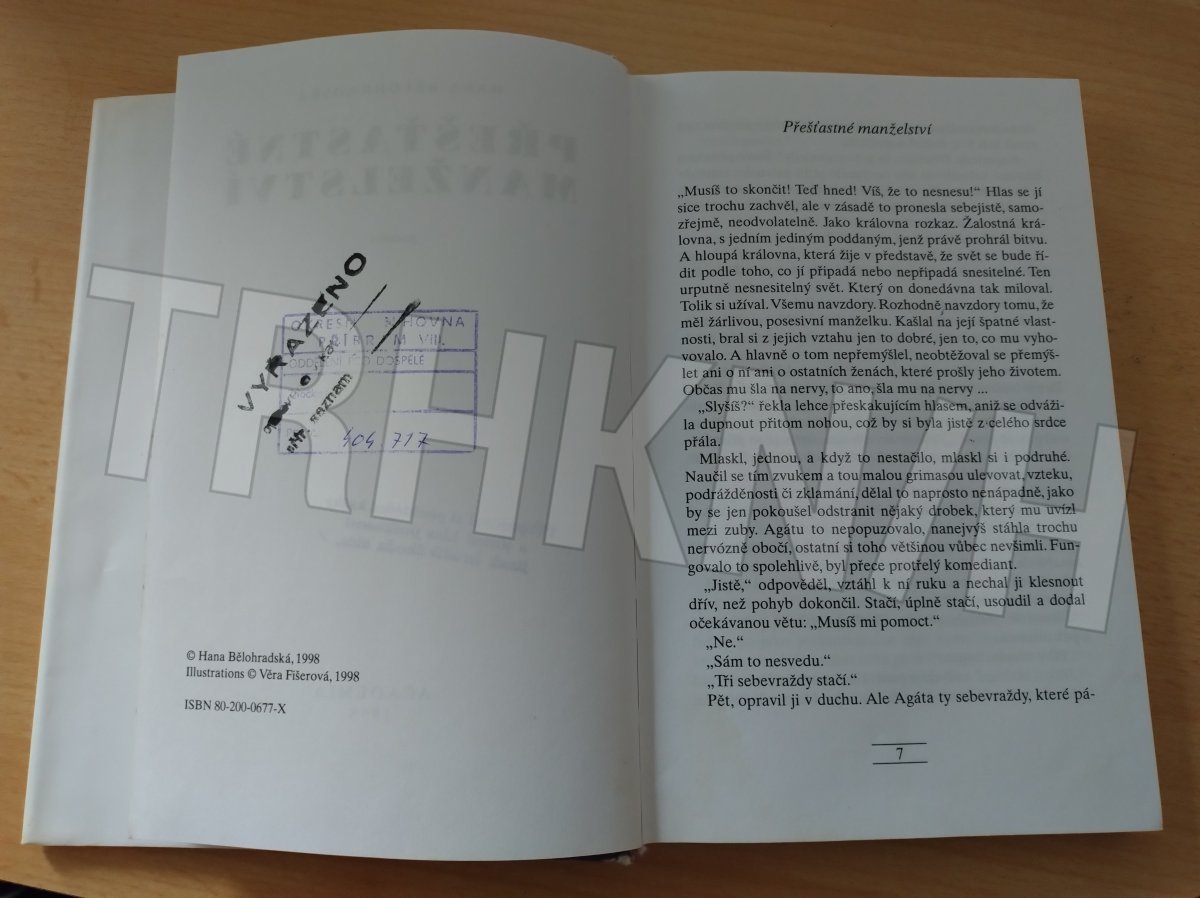 VYŘAZENO
OKRESNÍ KNIHOVNA
PŘÍBRAM VIII.
ODDĚLENÍ PRO DOSPĚLÉ
seznam
404.717
© Hana Bělohradská, 1998
Illustrations © Věra Fišerová, 1998
ISBN 80-200-0677-X
Přešťastné manželství
„Musíš to skončit! Teď hned! Víš, že to nesnesu!“ Hlas se jí
sice trochu zachvěl, ale v zásadě to pronesla sebejistě, samo-
zřejmě, neodvolatelně. Jako královna rozkaz. Žalostná krá-
lovna, s jedním jediným poddaným, jenž právě prohrál bitvu.
A hloupá královna, která žije v představě, že svět se bude ří-
dit podle toho, co jí připadá nebo nepřipadá snesitelné. Ten
urputně nesnesitelný svět. Který on donedávna tak miloval.
Tolik si užíval. Všemu navzdory. Rozhodně navzdory tomu, že
měl žárlivou, posesivní manželku. Kašlal na její špatné vlast-
nosti, bral si z jejich vztahu jen to dobré, jen to, co mu vyho-
vovalo. A hlavně o tom nepřemýšlel, neobtěžoval se přemýš-
let ani o ní ani o ostatních ženách, které prošly jeho životem.
Občas mu šla na nervy, to ano, šla mu na nervy ...
„Slyšíš?“ řekla lehce přeskakujícím hlasem, aniž se odváži-
la dupnout přitom nohou, což by si byla jistě z celého srdce
přála.
Mlaskl, jednou, a když to nestačilo, mlaskl si i podruhé.
Naučil se tím zvukem a tou malou grimasou ulevovat, vzteku,
podrážděnosti či zklamání, dělal to naprosto nenápadně, jako
by se jen pokoušel odstranit nějaký drobek, který mu uvízl
mezi zuby. Agátu to nepopuzovalo, nanejvýš stáhla trochu
nervózně obočí, ostatní si toho většinou vůbec nevšimli. Fun-
govalo to spolehlivě, byl přece protřelý komediant.
„Jistě,“ odpověděl, vztáhl k ní ruku a nechal ji klesnout
dřív, než pohyb dokončil. Stačí, úplně stačí, usoudil a dodal
očekávanou větu: „Musíš mi pomoct.“
„Ne.“
„Sám to nesvedu.“
„Tři sebevraždy stačí.“
Pět, opravil ji v duchu. Ale Agáta ty sebevraždy, které pá-
7
TRHKNIH